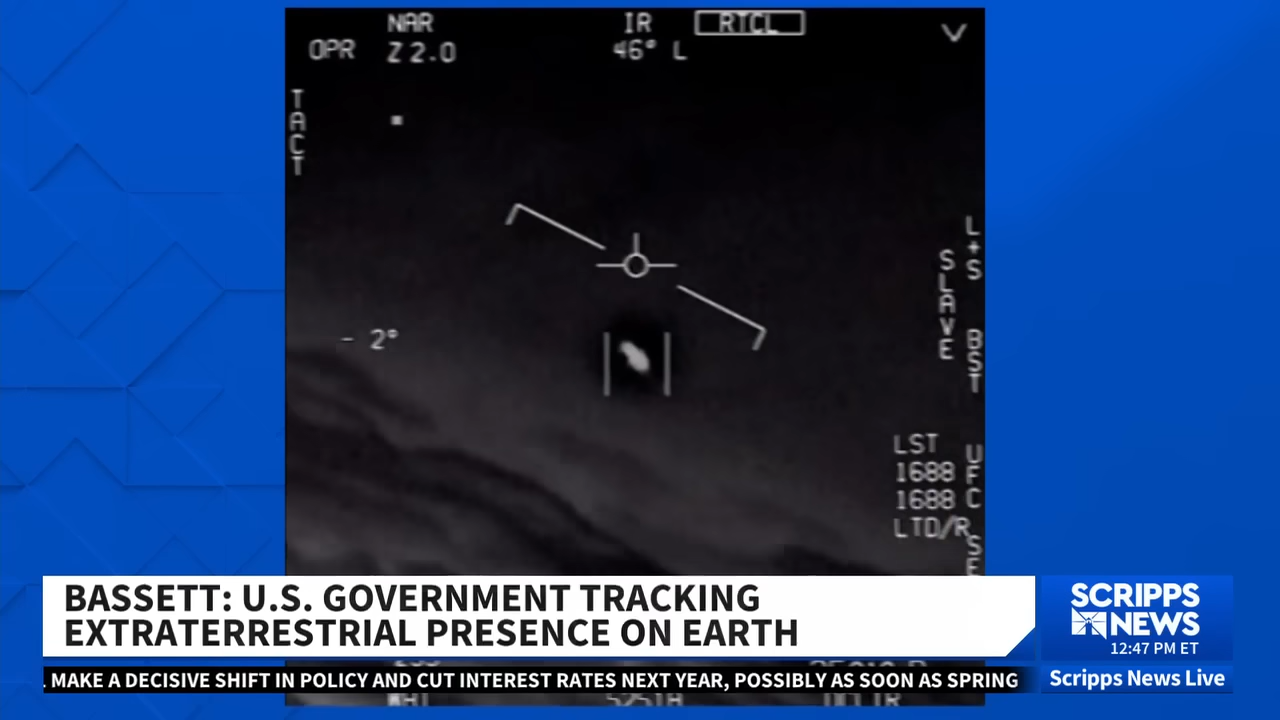 NAR
IR
RTCL
OPR
Z 2.0
46° L
V
TACT
- 2°
L+S
SLAVE
BST
LST
1688
1688
LTD/R
UFC
BASSETT: U.S. GOVERNMENT TRACKING
EXTRATERRESTRIAL PRESENCE ON EARTH
SCRIPPS
NEWS
12:47 PM ET
. MAKE A DECISIVE SHIFT IN POLICY AND CUT INTEREST RATES NEXT YEAR, POSSIBLY AS SOON AS SPRING
Scripps News Live